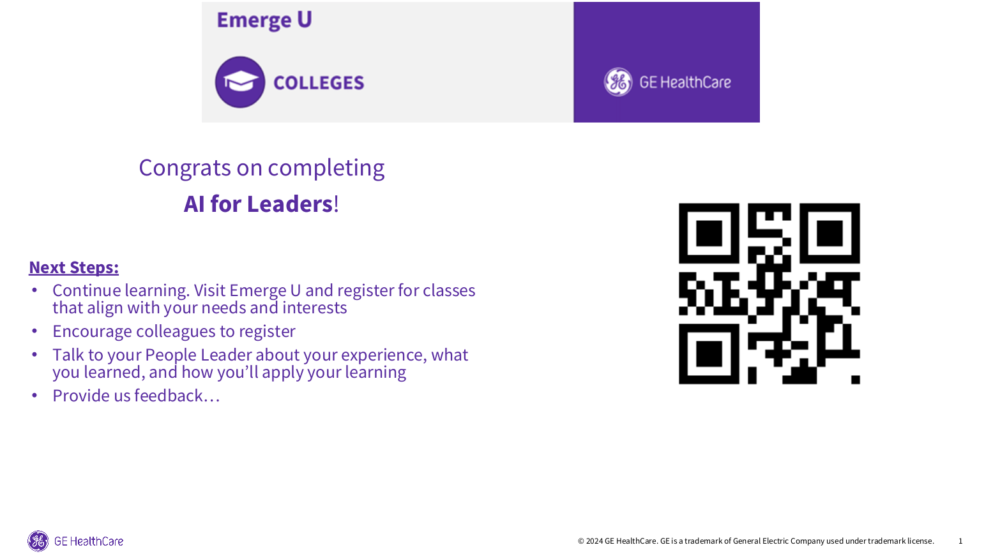 Emerge U
COLLEGES
GE HealthCare
Congrats on completing
AI for Leaders!
Next Steps:
• Continue learning. Visit Emerge U and register for classes
that align with your needs and interests
• Encourage colleagues to register
• Talk to your People Leader about your experience, what
you learned, and how you’ll apply your learning
• Provide us feedback…
GE HealthCare
© 2024 GE HealthCare. GE is a trademark of General Electric Company used under trademark license.
1